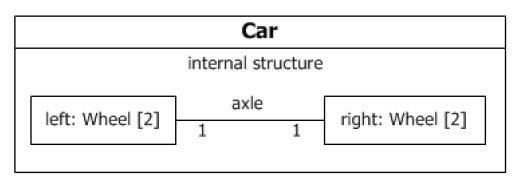 Car
internal structure
left: Wheel [2]
axle
1
1
right: Wheel [2]